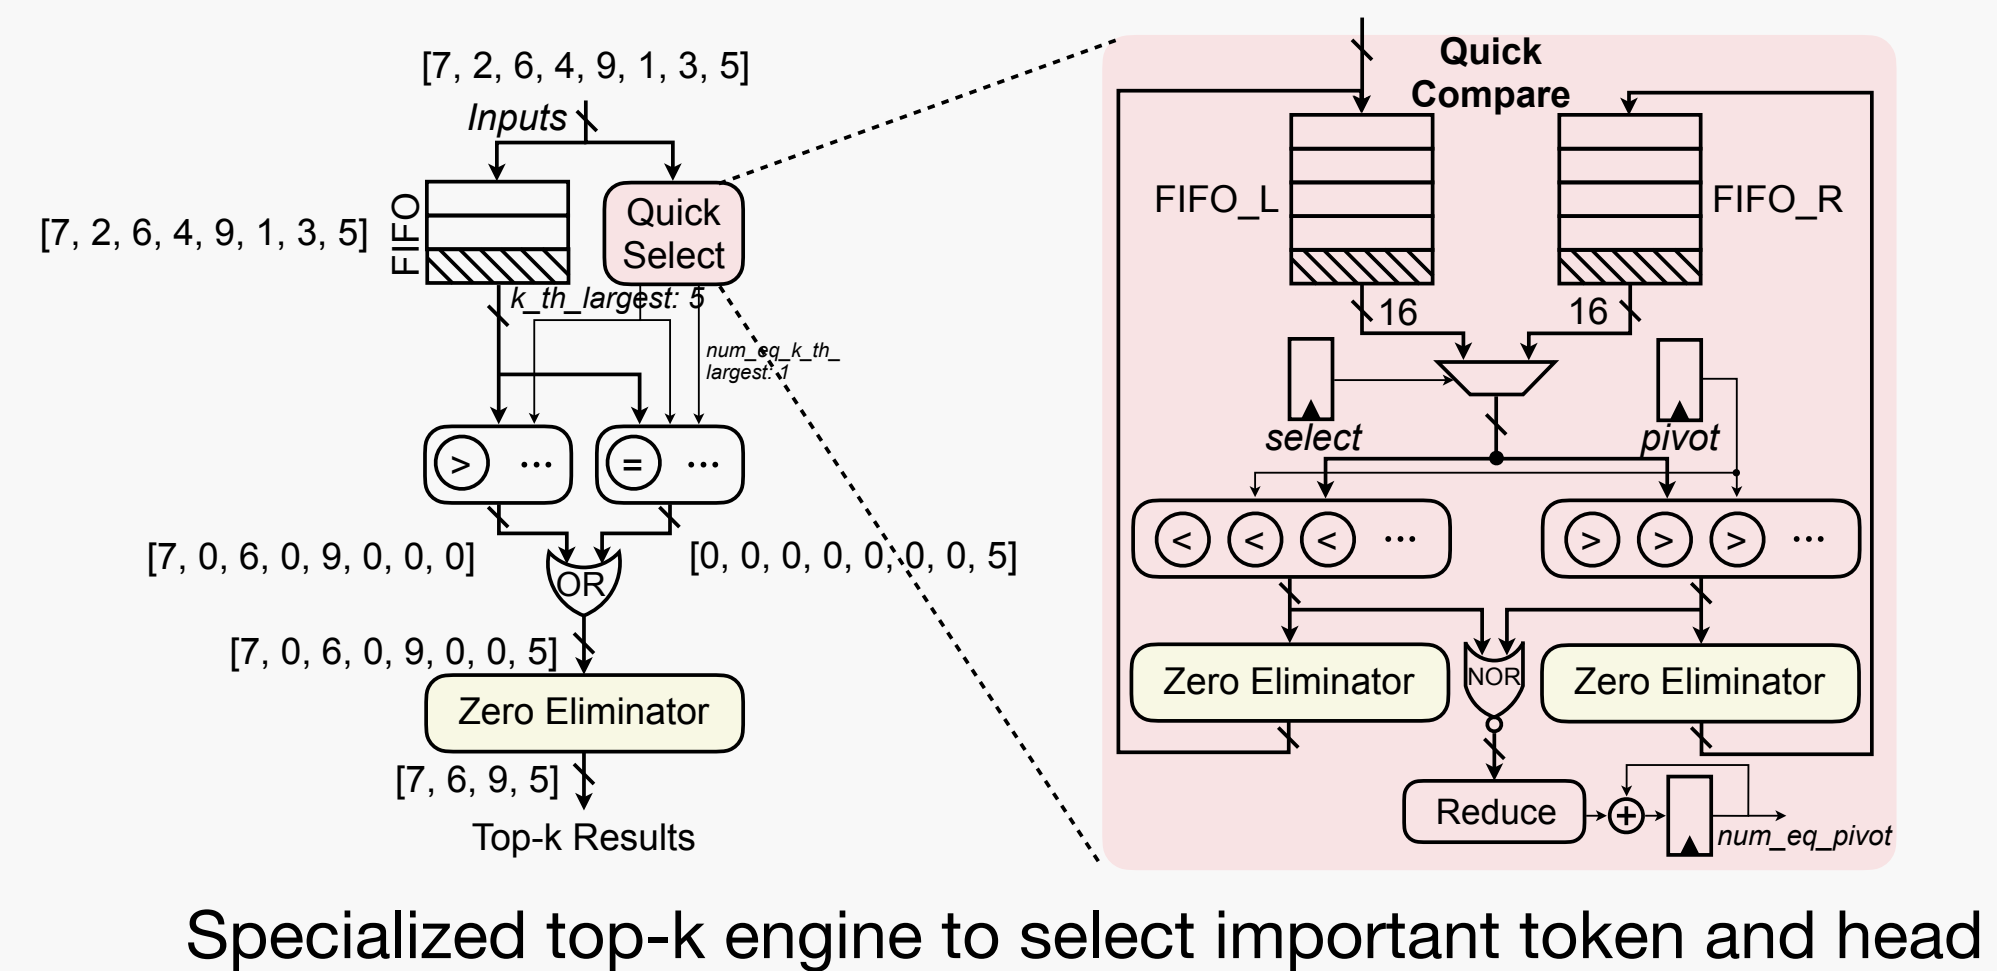 [7, 2, 6, 4, 9, 1, 3, 5]
Inputs
[7, 2, 6, 4, 9, 1, 3, 5]
FIFO
Quick
Select
k_th_largest: 5
num_eq_k_th_
largest: 1
> ...
= ...
[7, 0, 6, 0, 9, 0, 0, 0]
[0, 0, 0, 0, 0, 0, 0, 5]
OR
[7, 0, 6, 0, 9, 0, 0, 5]
Zero Eliminator
[7, 6, 9, 5]
Top-k Results
Quick
Compare
FIFO_L
FIFO_R
16
16
select
pivot
< < < ...
> > > ...
Zero Eliminator
NOR
Zero Eliminator
Reduce
+
num_eq_pivot
Specialized top-k engine to select important token and head